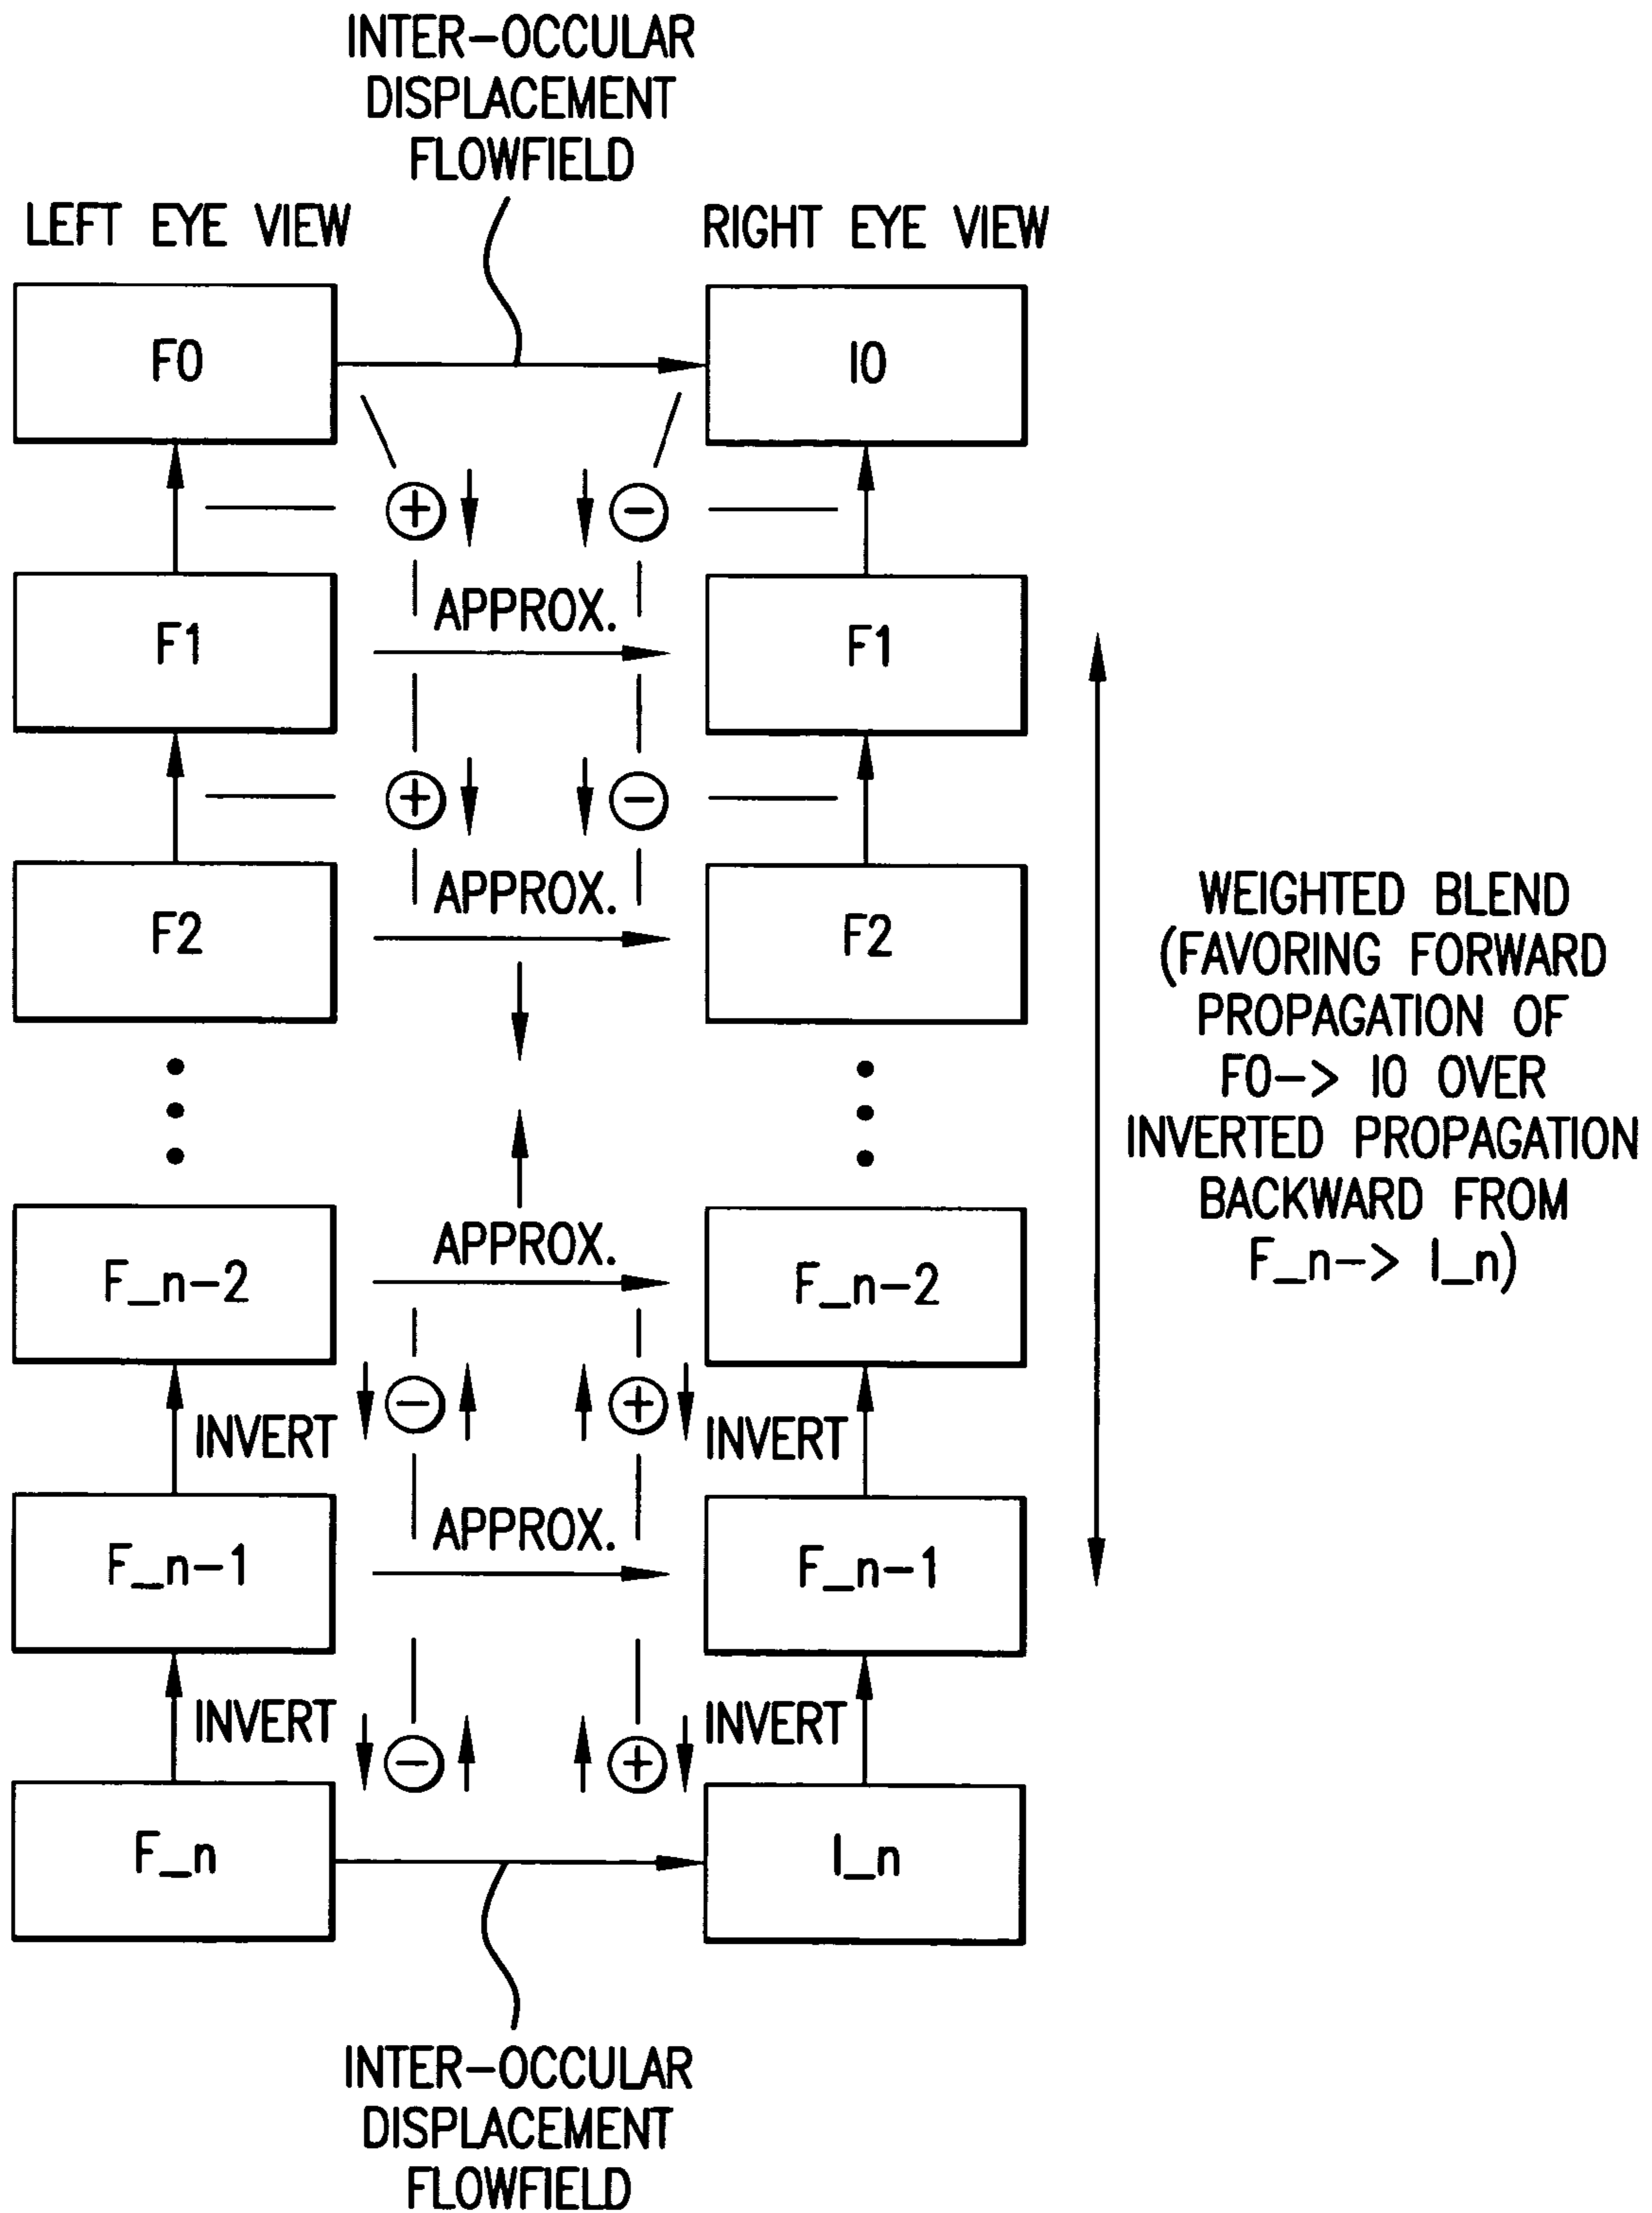 INTER-OCCULAR
DISPLACEMENT
FLOWFIELD
LEFT EYE VIEW
RIGHT EYE VIEW
F0
I0
+
−
APPROX.
F1
F1
+
−
APPROX.
F2
F2
WEIGHTED BLEND
(FAVORING FORWARD
PROPAGATION OF
F0-> I0 OVER
INVERTED PROPAGATION
BACKWARD FROM
F_n-> I_n)
APPROX.
F_n-2
F_n-2
INVERT
−
+
INVERT
APPROX.
F_n-1
F_n-1
INVERT
−
+
INVERT
F_n
I_n
INTER-OCCULAR
DISPLACEMENT
FLOWFIELD